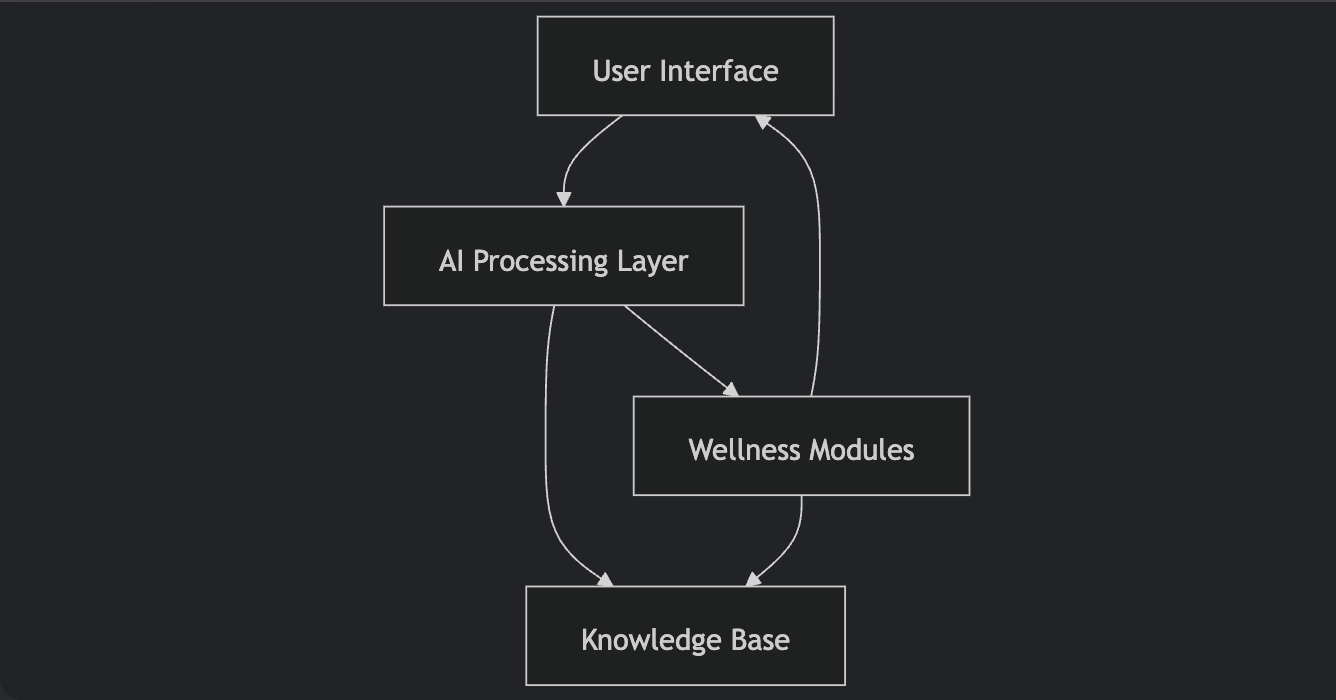 User Interface
AI Processing Layer
Wellness Modules
Knowledge Base